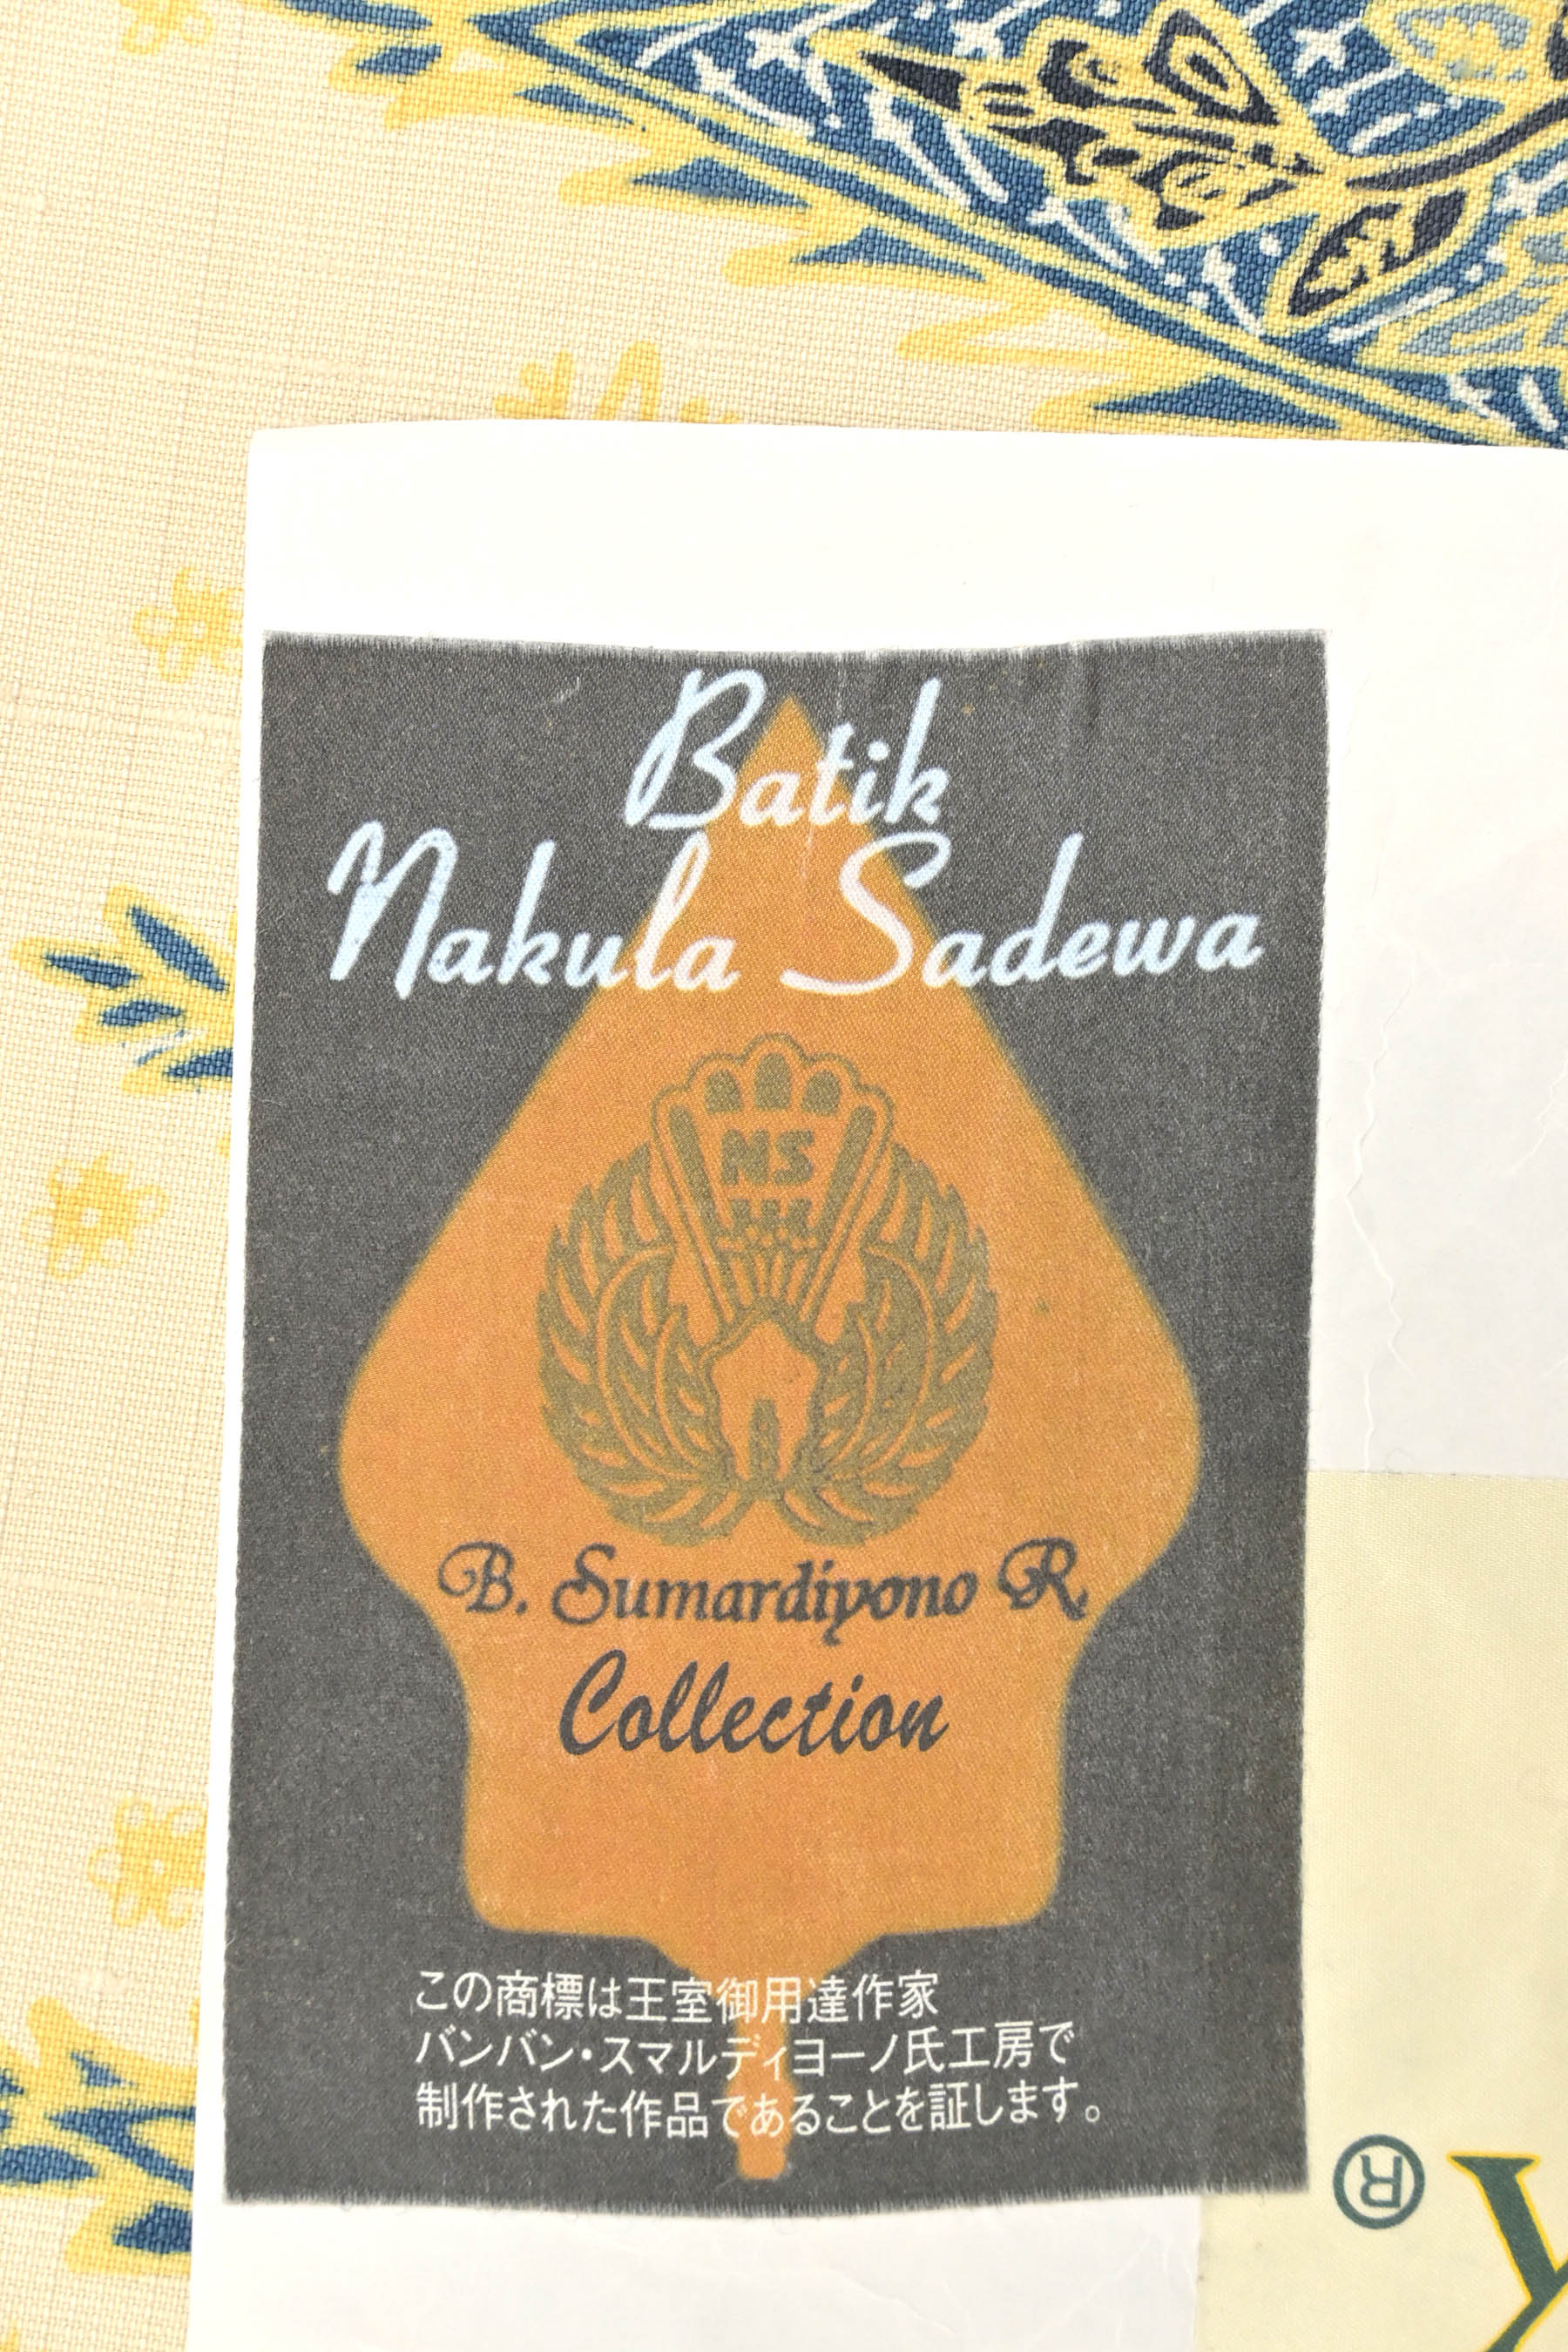 Batik
Nakula Sadewa
NS
B. Sumardiyono R.
Collection
この商標は王室御用達作家
バンバン・スマルディヨーノ氏工房で
制作された作品であることを証します。
®